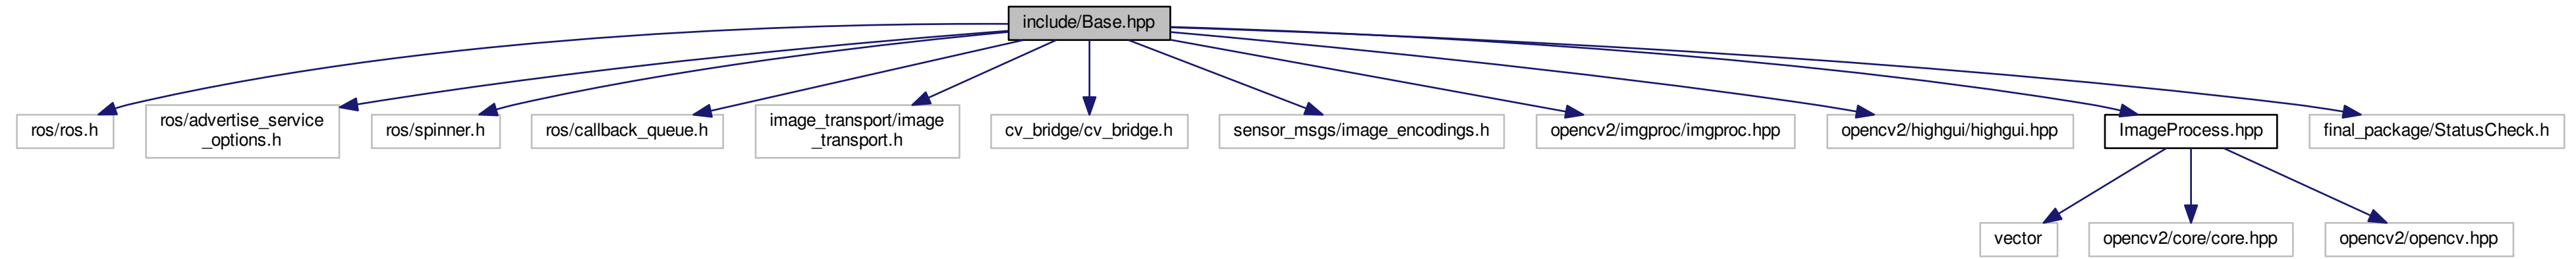 include/Base.hpp
ros/ros.h
ros/advertise_service
_options.h
ros/spinner.h
ros/callback_queue.h
image_transport/image
_transport.h
cv_bridge/cv_bridge.h
sensor_msgs/image_encodings.h
opencv2/imgproc/imgproc.hpp
opencv2/highgui/highgui.hpp
ImageProcess.hpp
final_package/StatusCheck.h
vector
opencv2/core/core.hpp
opencv2/opencv.hpp